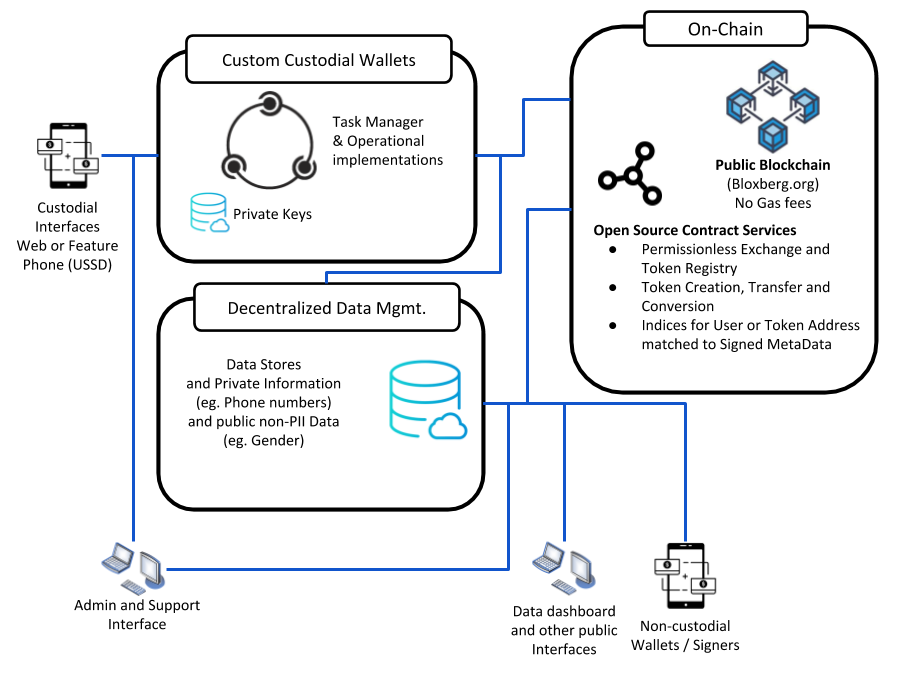 Custom Custodial Wallets
Task Manager
& Operational
implementations
Private Keys
Custodial
Interfaces
Web or Feature
Phone (USSD)
On-Chain
Public Blockchain
(Bloxberg.org)
No Gas fees
Open Source Contract Services
● Permissionless Exchange and
Token Registry
● Token Creation, Transfer and
Conversion
● Indices for User or Token Address
matched to Signed MetaData
Decentralized Data Mgmt.
Data Stores
and Private Information
(eg. Phone numbers)
and public non-PII Data
(eg. Gender)
Admin and Support
Interface
Data dashboard
and other public
Interfaces
Non-custodial
Wallets / Signers